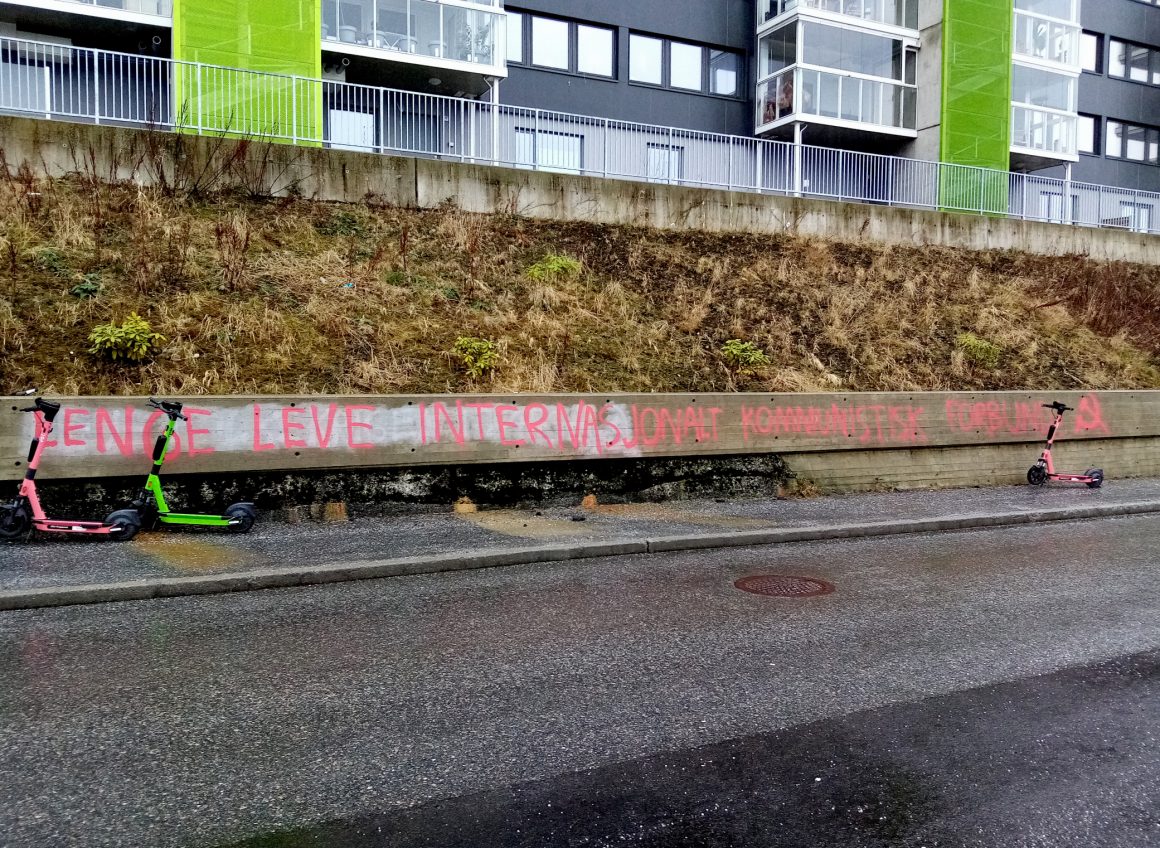 LENGE LEVE INTERNASJONALT KOMMUNISTISK FORBUND